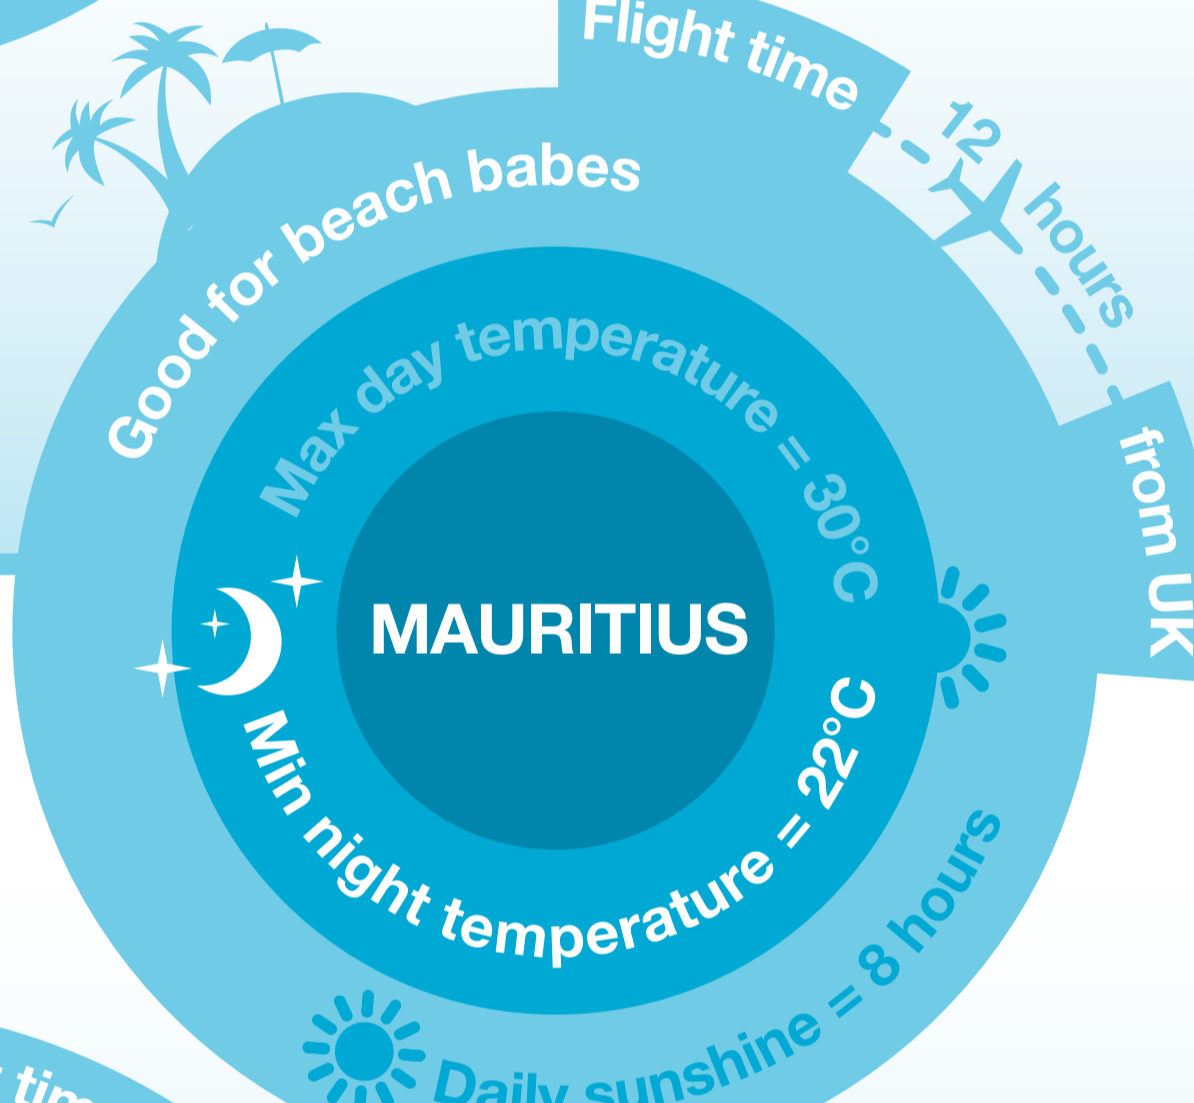 Flight time
12 hours
from UK
Good for beach babes
Max day temperature = 30°C
MAURITIUS
Min night temperature = 22°C
Daily sunshine = 8 hours